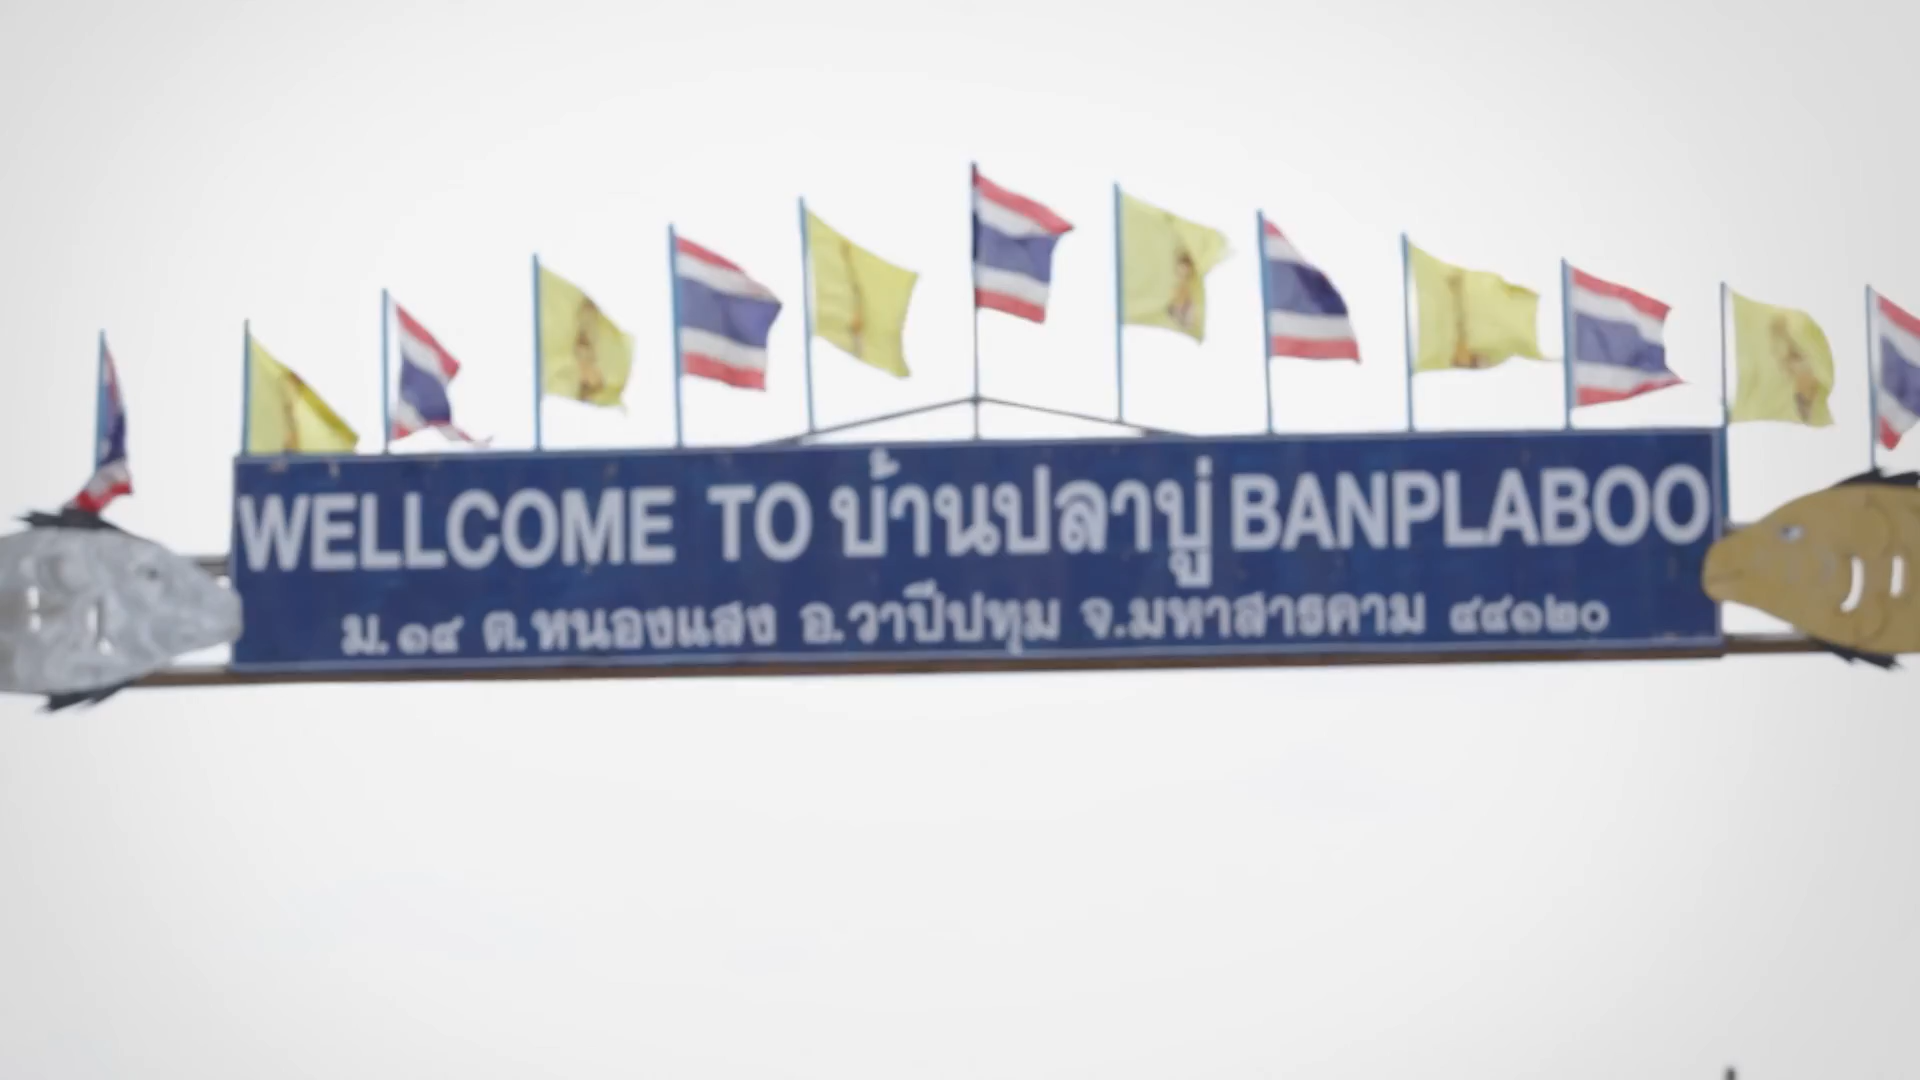 WELLCOME TO บ้านปลาบู่ BANPLABOO
ม. ๑๔ ต.หนองแสง อ.วาปีปทุม จ.มหาสารคาม ๔๔๑๒๐